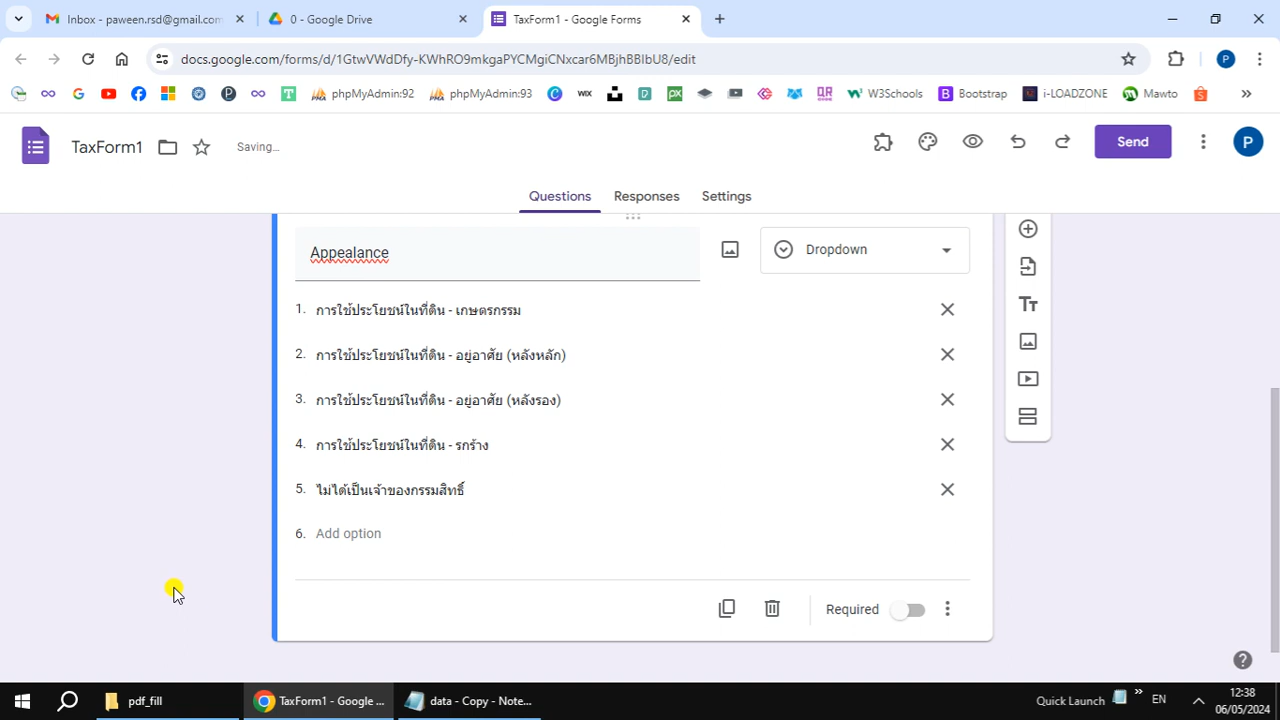 Inbox - paween.rsd@gmail.com
0 - Google Drive
TaxForm1 - Google Forms
docs.google.com/forms/d/1GtwVWdDfy-KWhRO9mkgaPYCMgiCNxcar6MBjhBBIbU8/edit
P
phpMyAdmin:92
phpMyAdmin:93
WIX
W3Schools
Bootstrap
i-LOADZONE
Mawto
TaxForm1
Saving...
Send
P
Questions
Responses
Settings
Appealance
Dropdown
1. การใช้ประโยชน์ในที่ดิน - เกษตรกรรม
2. การใช้ประโยชน์ในที่ดิน - อยู่อาศัย (หลังหลัก)
3. การใช้ประโยชน์ในที่ดิน - อยู่อาศัย (หลังรอง)
4. การใช้ประโยชน์ในที่ดิน - รกร้าง
5. ไม่ได้เป็นเจ้าของกรรมสิทธิ์
6. Add option
Required
pdf_fill
TaxForm1 - Google ...
data - Copy - Note...
Quick Launch
EN
12:38
06/05/2024